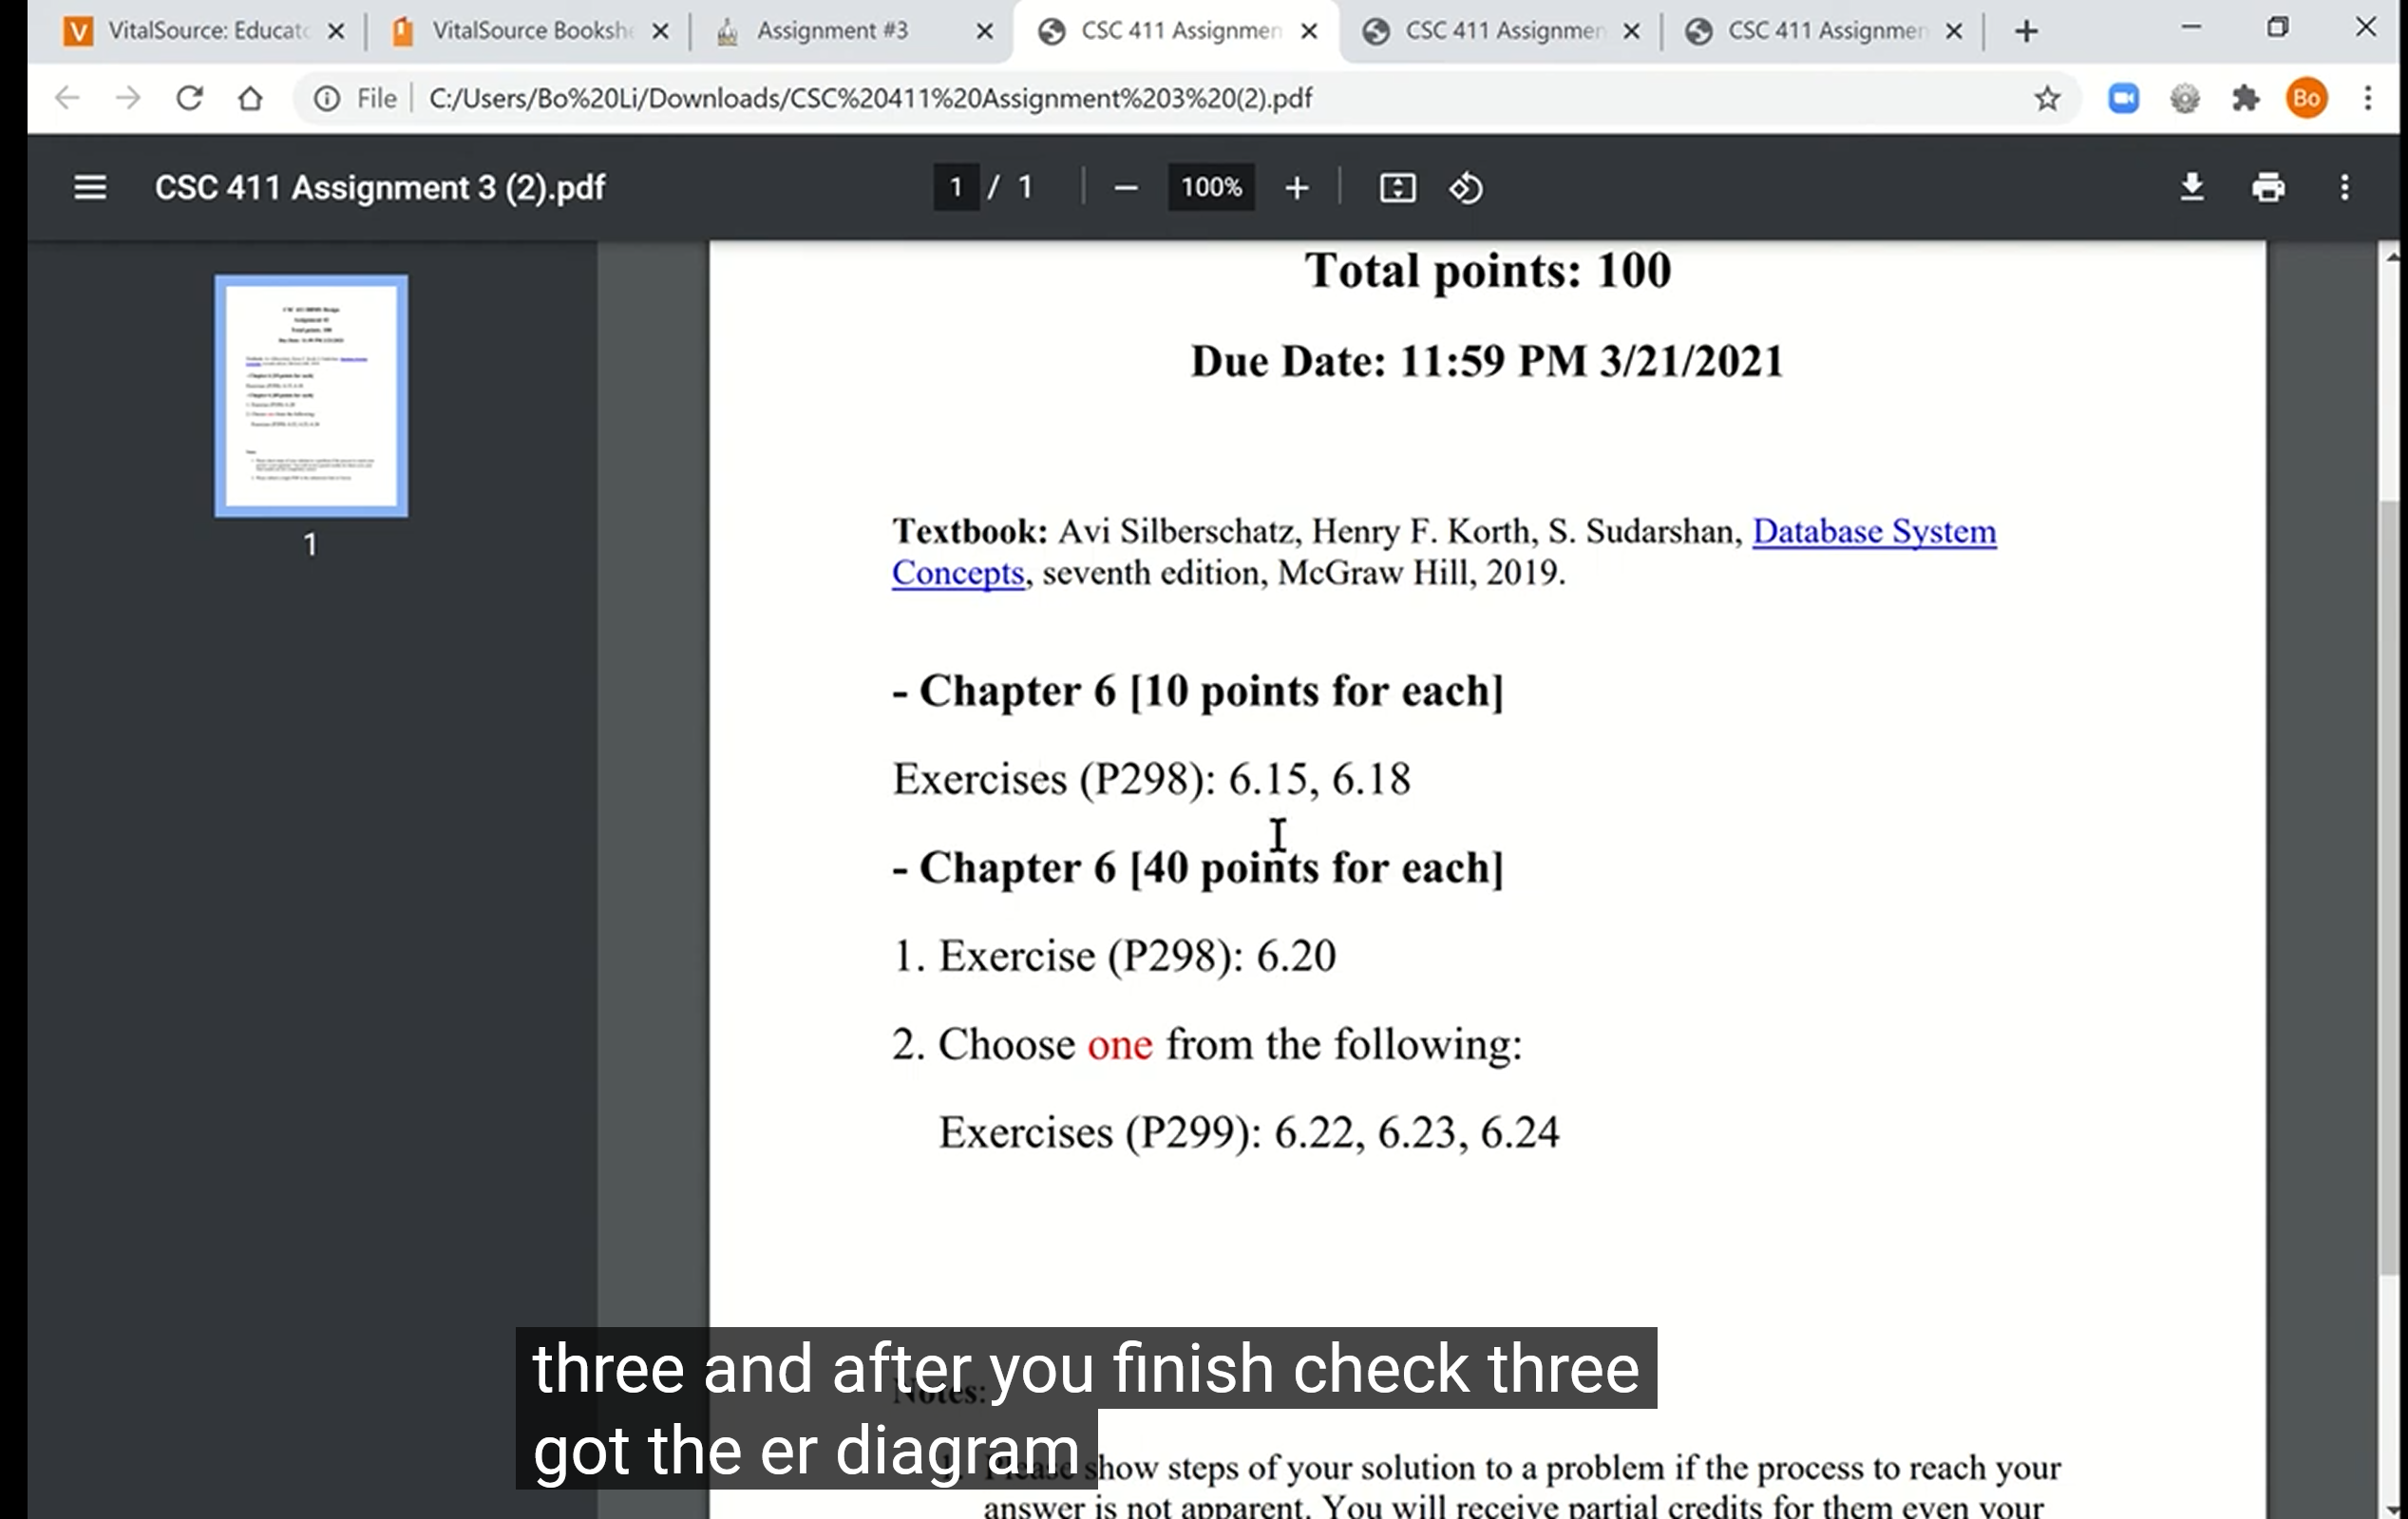 VitalSource: Educato
VitalSource Bookshe
Assignment #3
CSC 411 Assignmen
CSC 411 Assignmen
CSC 411 Assignmen
File
C:/Users/Bo%20Li/Downloads/CSC%20411%20Assignment%203%20(2).pdf
Bo
CSC 411 Assignment 3 (2).pdf
1 / 1
100%
1
Total points: 100
Due Date: 11:59 PM 3/21/2021
Textbook: Avi Silberschatz, Henry F. Korth, S. Sudarshan, Database System
Concepts, seventh edition, McGraw Hill, 2019.
- Chapter 6 [10 points for each]
Exercises (P298): 6.15, 6.18
- Chapter 6 [40 points for each]
1. Exercise (P298): 6.20
2. Choose one from the following:
Exercises (P299): 6.22, 6.23, 6.24
Notes:
three and after you finish check three
got the er diagram
Please show steps of your solution to a problem if the process to reach your
answer is not apparent. You will receive partial credits for them even your